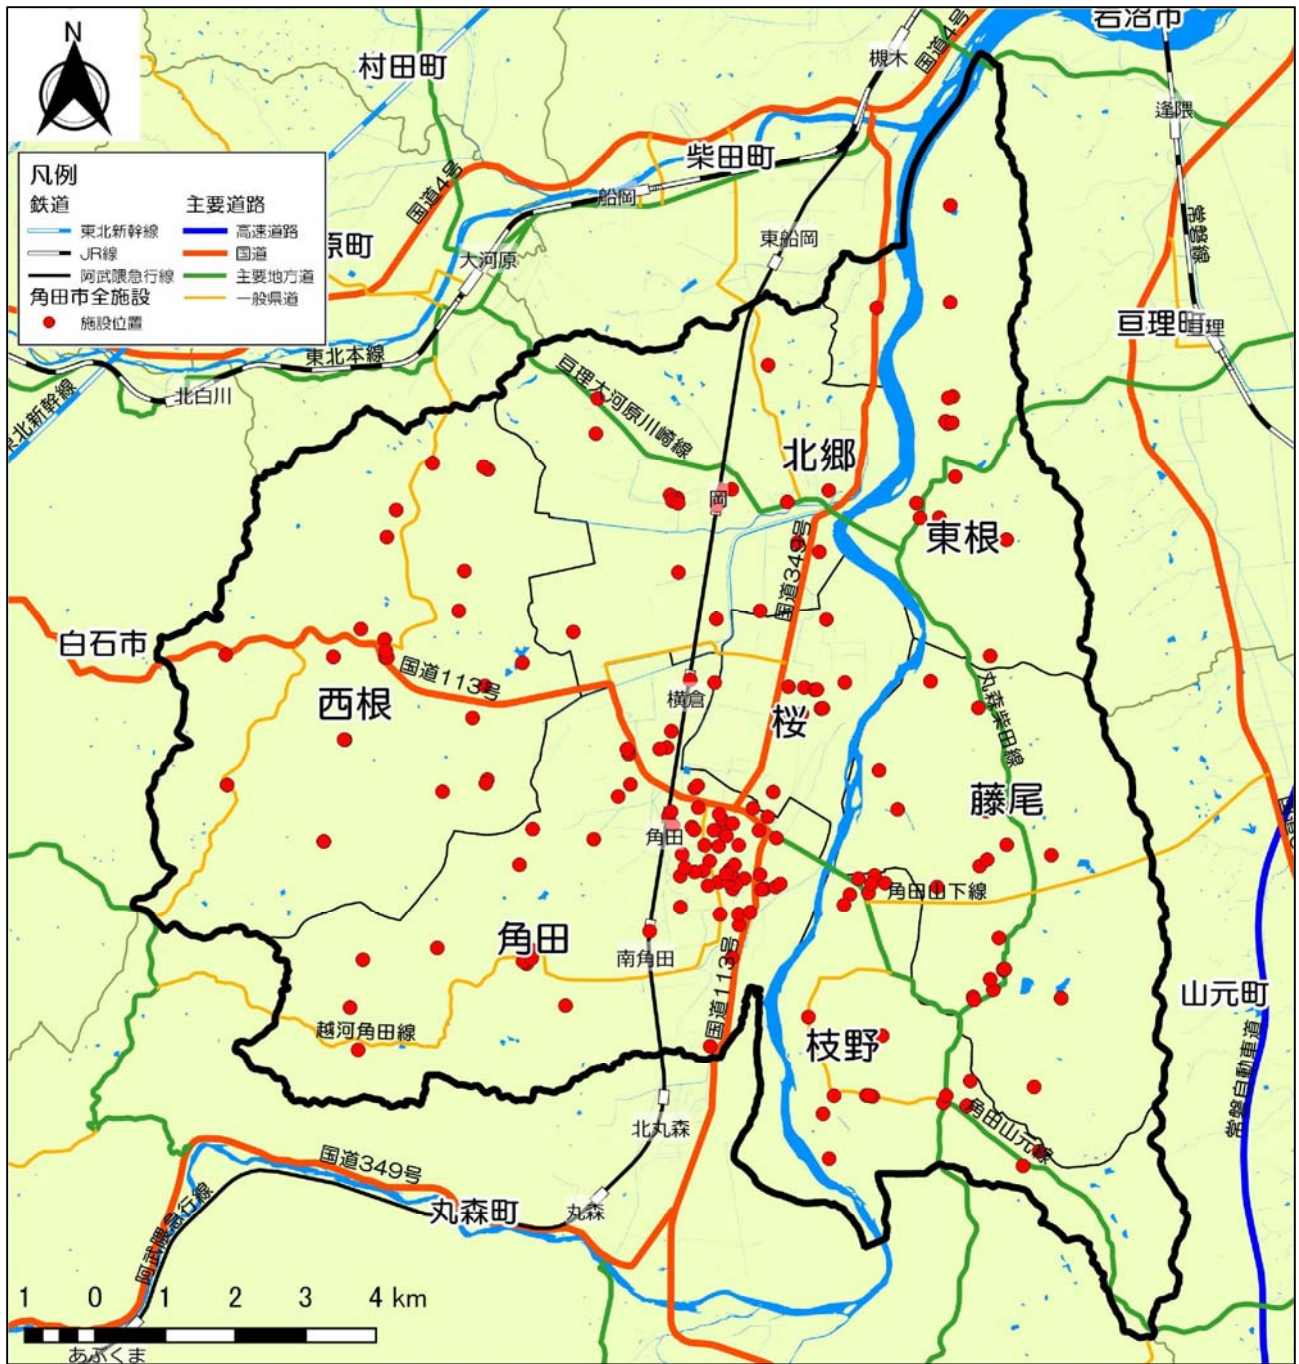 N
岩沼市
国道4号
槻木
村田町
逢隈
柴田町
凡例
鉄道
主要道路
東北新幹線
高速道路
JR線
国道
阿武隈急行線
主要地方道
角田市全施設
一般県道
施設位置
国道4号
船岡
常磐線
原町
大河原
東船岡
亘理町
亘理
東北本線
北白川
東北新幹線
亘理大河原川崎線
北郷
岡
東根
国道349号
白石市
国道113号
西根
横倉
桜
丸森柴田線
藤尾
角田
角田山下線
角田
南角田
国道113号
山元町
越河角田線
枝野
常磐自動車道
北丸森
角田山元線
国道349号
丸森町
丸森
阿武隈急行線
1 0 1 2 3 4 km
あぶくま